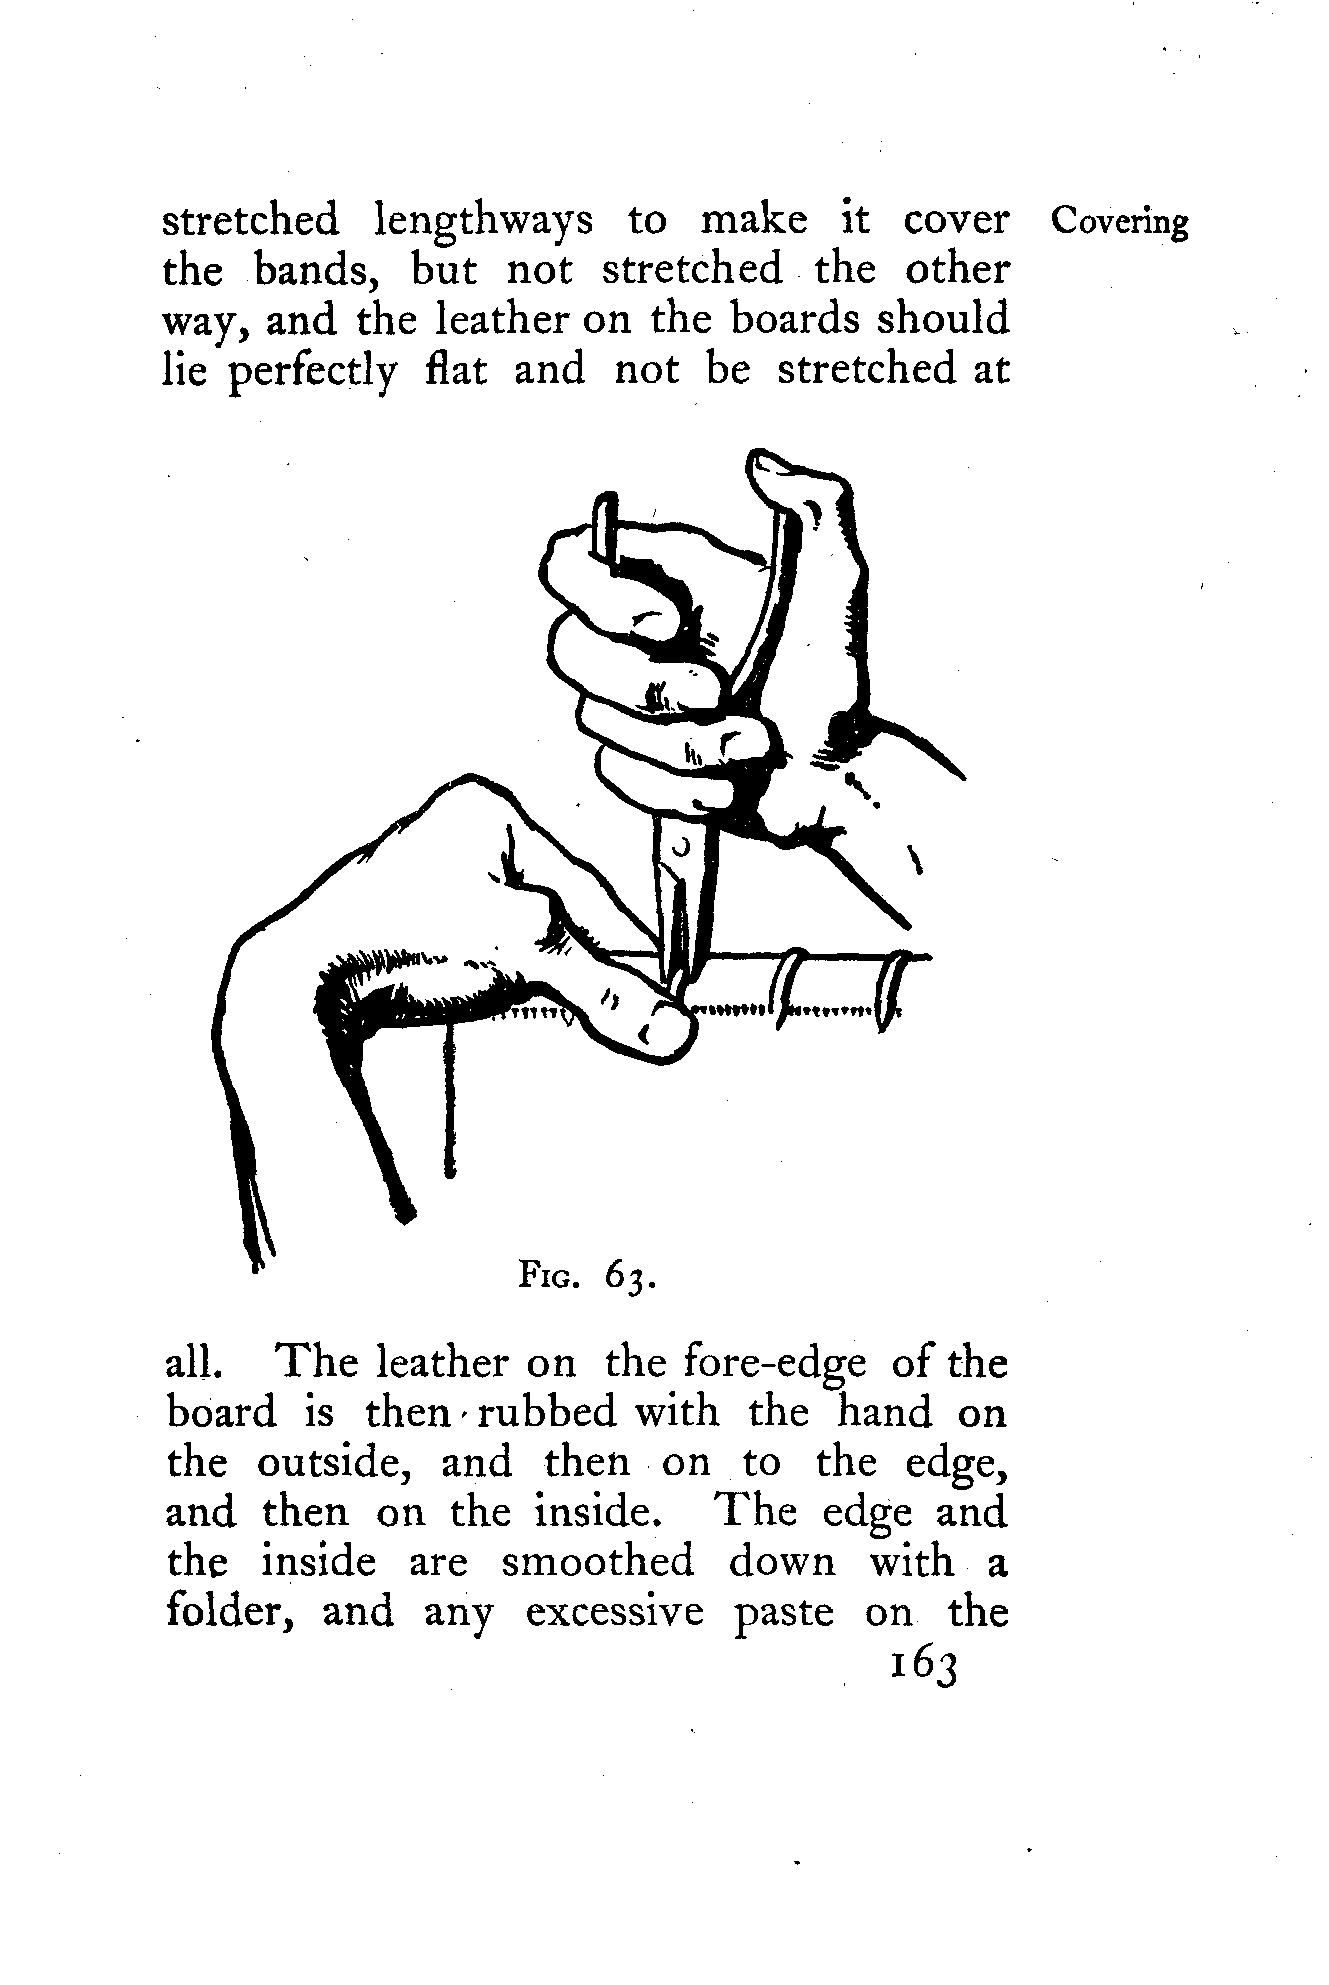 stretched lengthways to make it cover
Covering
the bands, but not stretched the other
way, and the leather on the boards should
lie perfectly flat and not be stretched at
FIG. 63.
all. The leather on the fore-edge of the
board is then rubbed with the hand on
the outside, and then on to the edge,
and then on the inside. The edge and
the inside are smoothed down with a
folder, and any excessive paste on the
163